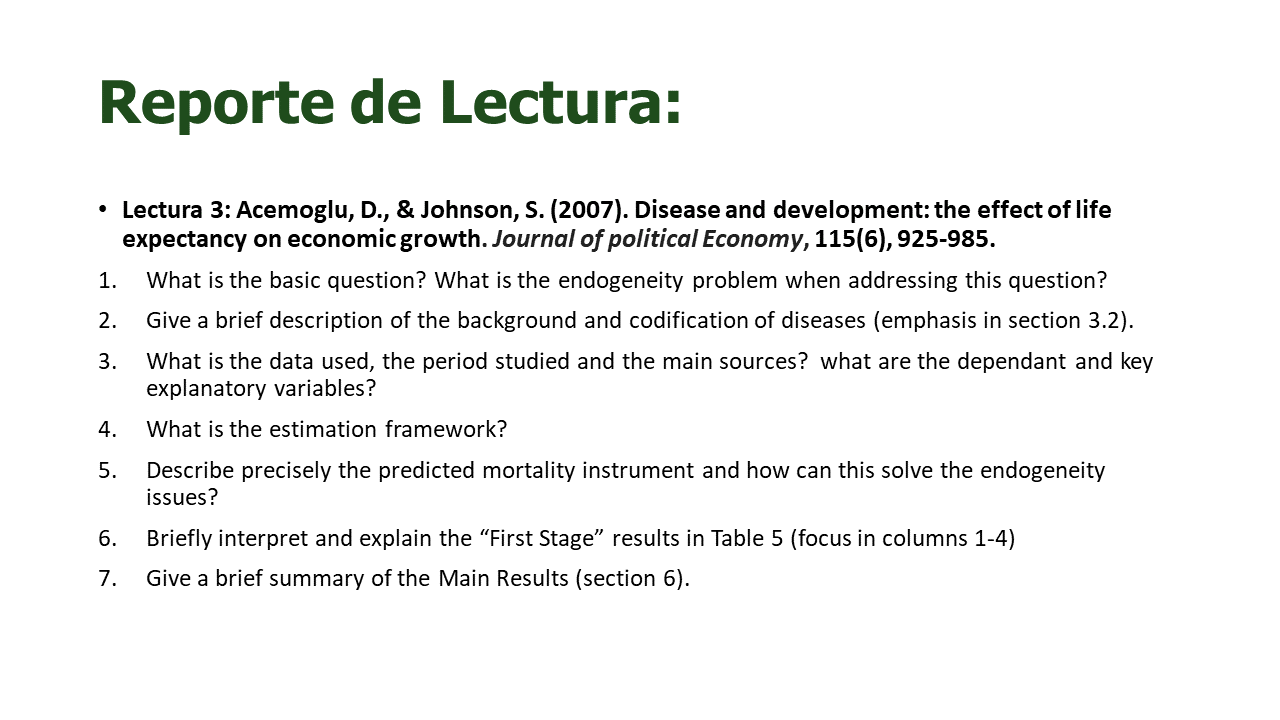 Reporte de Lectura:
• Lectura 3: Acemoglu, D., & Johnson, S. (2007). Disease and development: the effect of life
expectancy on economic growth. Journal of political Economy, 115(6), 925-985.
1. What is the basic question? What is the endogeneity problem when addressing this question?
2. Give a brief description of the background and codification of diseases (emphasis in section 3.2).
3. What is the data used, the period studied and the main sources? what are the dependant and key
explanatory variables?
4. What is the estimation framework?
5. Describe precisely the predicted mortality instrument and how can this solve the endogeneity
issues?
6. Briefly interpret and explain the “First Stage” results in Table 5 (focus in columns 1-4)
7. Give a brief summary of the Main Results (section 6).